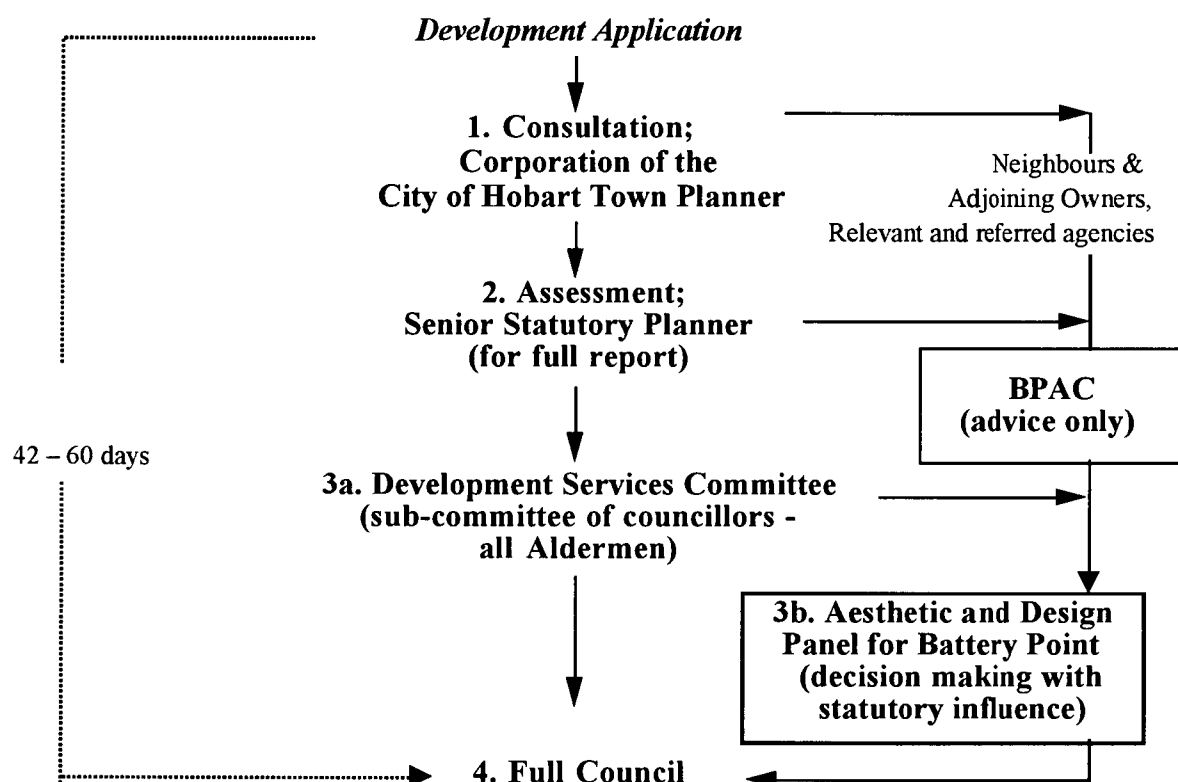 Development Application
1. Consultation;
Corporation of the
City of Hobart Town Planner
Neighbours &
Adjoining Owners,
Relevant and referred agencies
2. Assessment;
Senior Statutory Planner
(for full report)
BPAC
(advice only)
42 – 60 days
3a. Development Services Committee
(sub-committee of councillors -
all Aldermen)
3b. Aesthetic and Design
Panel for Battery Point
(decision making with
statutory influence)
4. Full Council